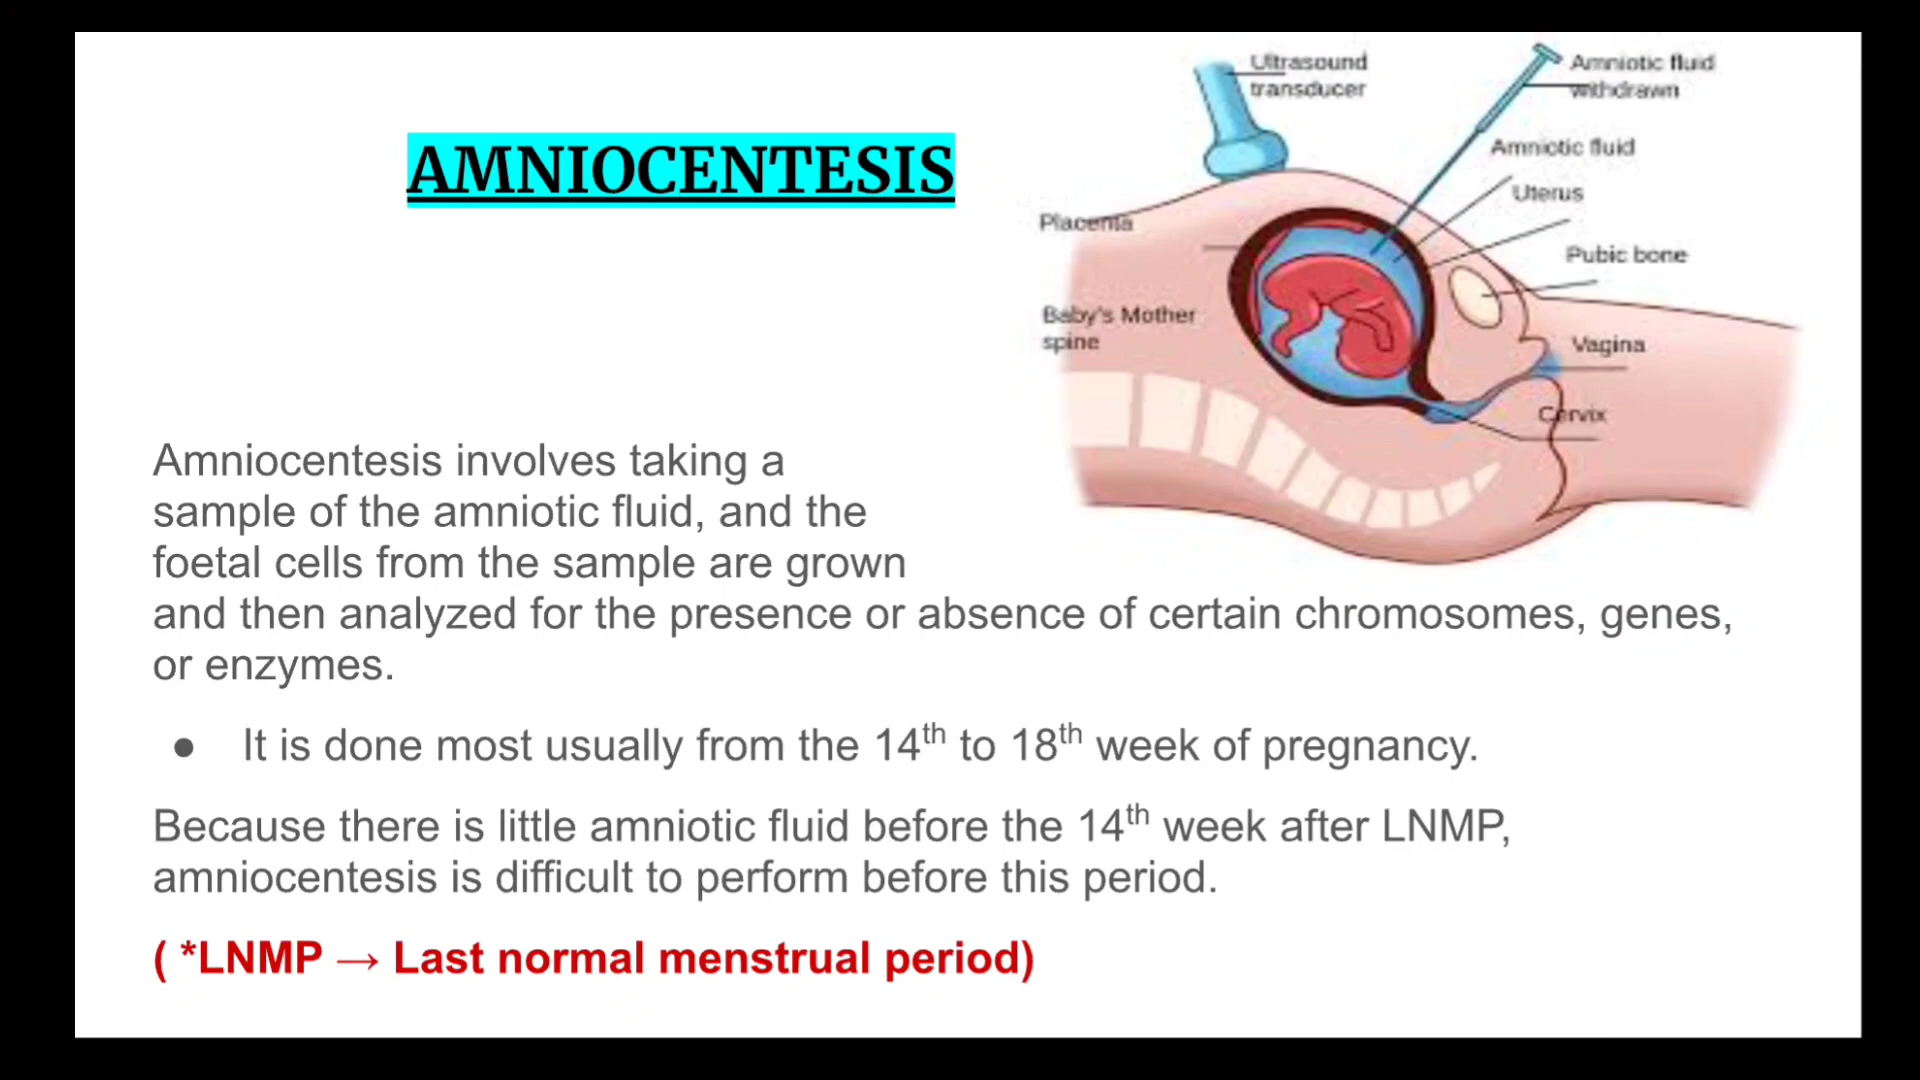 AMNIOCENTESIS
Ultrasound
transducer
Amniotic fluid
withdrawn
Amniotic fluid
Uterus
Placenta
Pubic bone
Baby's Mother
spine
Vagina
Cervix
Amniocentesis involves taking a
sample of the amniotic fluid, and the
foetal cells from the sample are grown
and then analyzed for the presence or absence of certain chromosomes, genes,
or enzymes.
● It is done most usually from the 14th to 18th week of pregnancy.
Because there is little amniotic fluid before the 14th week after LNMP,
amniocentesis is difficult to perform before this period.
( *LNMP → Last normal menstrual period)